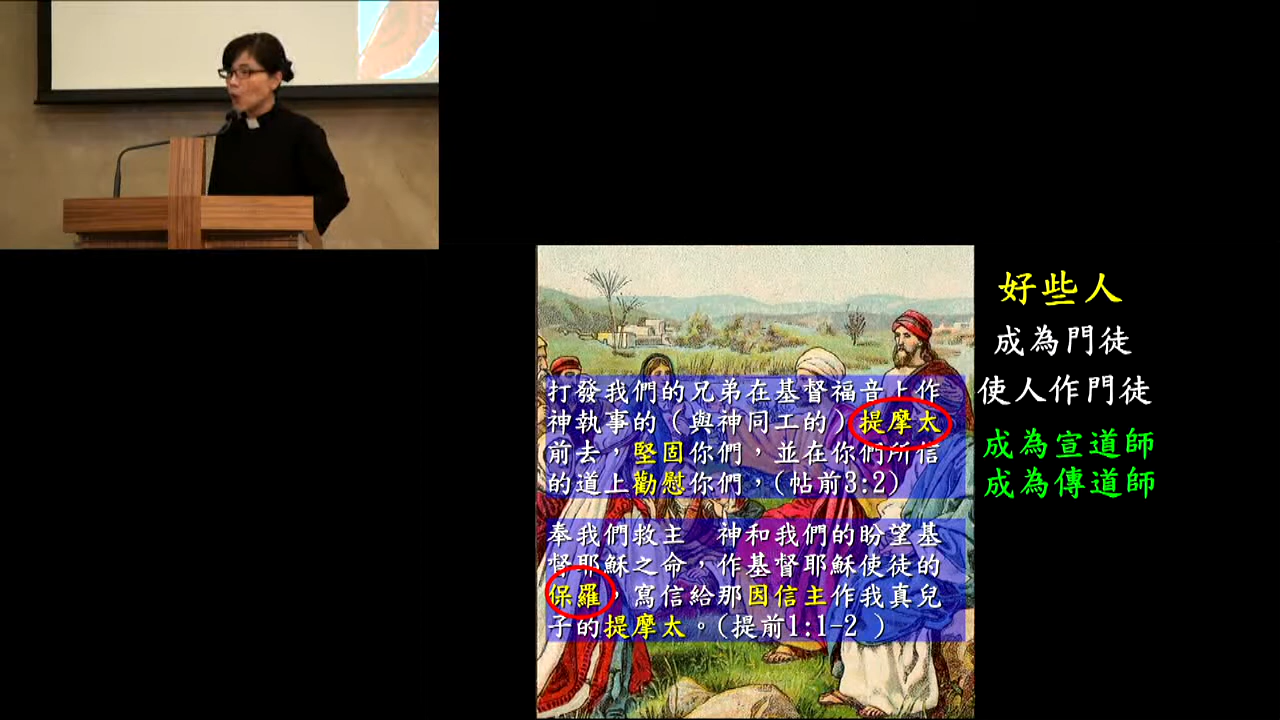 好些人
成為門徒
使人作門徒
成為宣道師
成為傳道師
打發我們的兄弟在基督福音上作
神執事的(與神同工的)提摩太
前去，堅固你們，並在你們所信
的道上勸慰你們，(帖前3:2)
奉我們救主　神和我們的盼望基
督耶穌之命，作基督耶穌使徒的
保羅，寫信給那因信主作我真兒
子的提摩太。(提前1:1-2 )